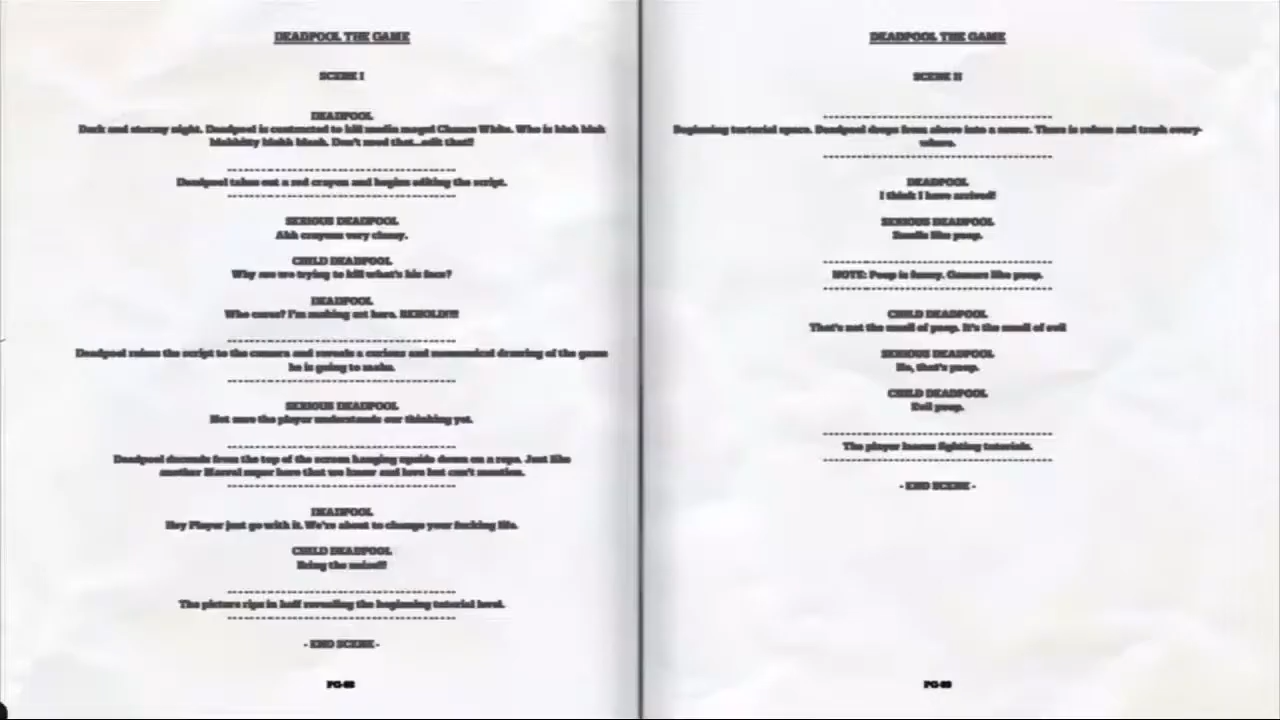 DEADPOOL THE GAME
SCENE I
DEADPOOL
Dark and stormy night. Deadpool is contracted to kill media mogul Chance White. Who is blah blah
blabbitty blahh blaah. Don't need that...edit that!!
Deadpool takes out a red crayon and begins editing the script.
SERIOUS DEADPOOL
Ahh crayons very classy.
CHILD DEADPOOL
Why are we trying to kill what's his face?
DEADPOOL
Who cares? I'm making art here. BEHOLD!!!
Deadpool raises the script to the camera and reveals a curious and nonsensical drawing of the game
he is going to make.
SERIOUS DEADPOOL
Not sure the player understands our thinking yet.
Deadpool descends from the top of the screen hanging upside down on a rope. Just like
another Marvel super hero that we know and love but can't mention.
DEADPOOL
Hey Player just go with it. We're about to change your fucking life.
CHILD DEADPOOL
Bring the noise!!!
The picture rips in half revealing the beginning tutorial level.
- END SCENE -
DEADPOOL THE GAME
SCENE II
Beginning tortorial space. Deadpool drops from above into a sewer. There is ruines and trash every-
where.
DEADPOOL
I think I have arrived!
SERIOUS DEADPOOL
Smells like poop.
NOTE: Poop is funny. Gamers like poop.
CHILD DEADPOOL
That's not the smell of poop. It's the smell of evil
SERIOUS DEADPOOL
No, that's poop.
CHILD DEADPOOL
Evil poop.
The player learns fighting tutorials.
- END SCENE -